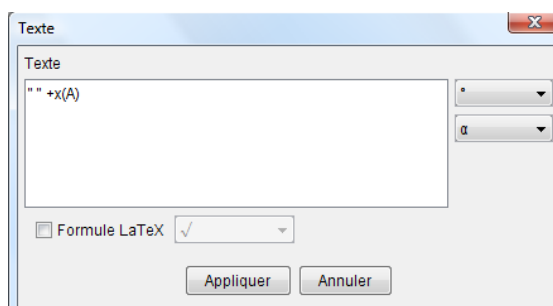 Texte
Texte
" " +x(A)
°
α
Formule LaTeX √
Appliquer Annuler